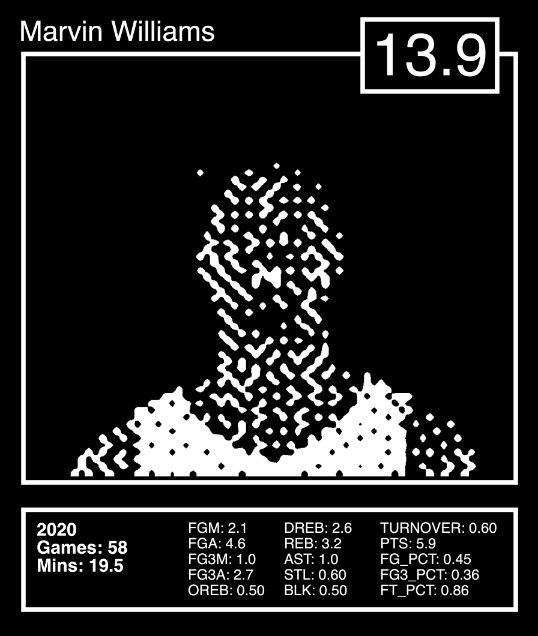 Marvin Williams
13.9
2020
Games: 58
Mins: 19.5
FGM: 2.1
FGA: 4.6
FG3M: 1.0
FG3A: 2.7
OREB: 0.50
DREB: 2.6
REB: 3.2
AST: 1.0
STL: 0.60
BLK: 0.50
TURNOVER: 0.60
PTS: 5.9
FG_PCT: 0.45
FG3_PCT: 0.36
FT_PCT: 0.86